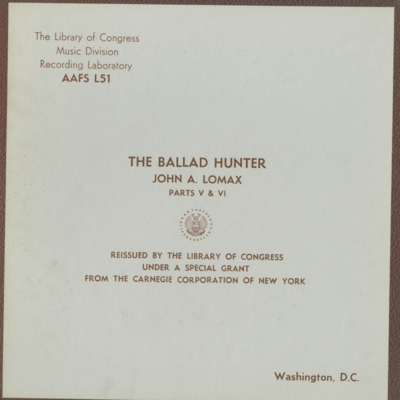 The Library of Congress
Music Division
Recording Laboratory
AAFS L51
THE BALLAD HUNTER
JOHN A. LOMAX
PARTS V & VI
REISSUED BY THE LIBRARY OF CONGRESS
UNDER A SPECIAL GRANT
FROM THE CARNEGIE CORPORATION OF NEW YORK
Washington, D.C.